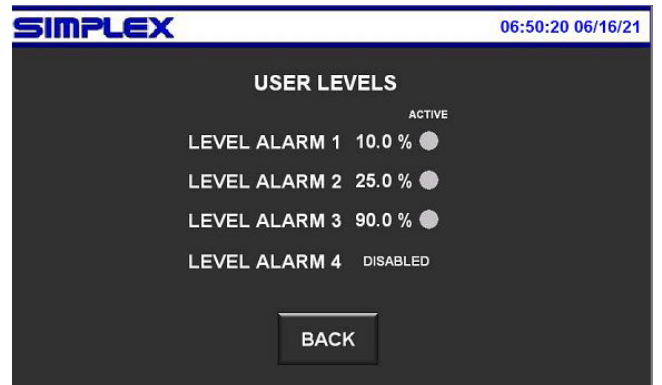 SIMPLEX 06:50:20 06/16/21
USER LEVELS
ACTIVE
LEVEL ALARM 1 10.0 %
LEVEL ALARM 2 25.0 %
LEVEL ALARM 3 90.0 %
LEVEL ALARM 4 DISABLED
BACK